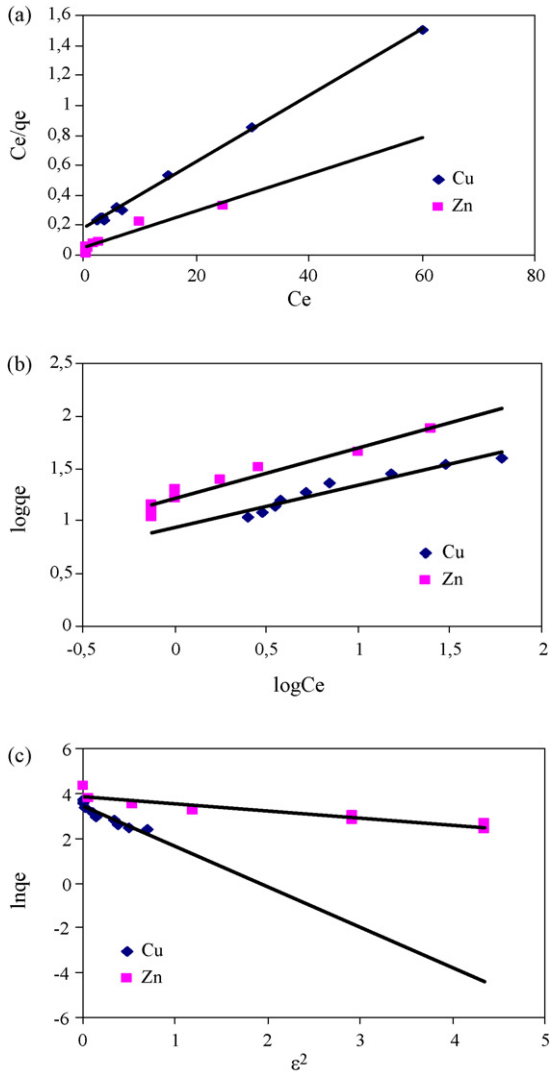 (a)
1,6
1,4
1,2
1
0,8
0,6
0,4
0,2
0
Ce/qe
Cu
Zn
0 20 40 60 80
Ce
(b)
2,5
2
1,5
1
0,5
0
logqe
Cu
Zn
-0,5 0 0,5 1 1,5 2
logCe
(c)
6
4
2
0
-2
-4
-6
lnqe
Cu
Zn
0 1 2 3 4 5
ε²